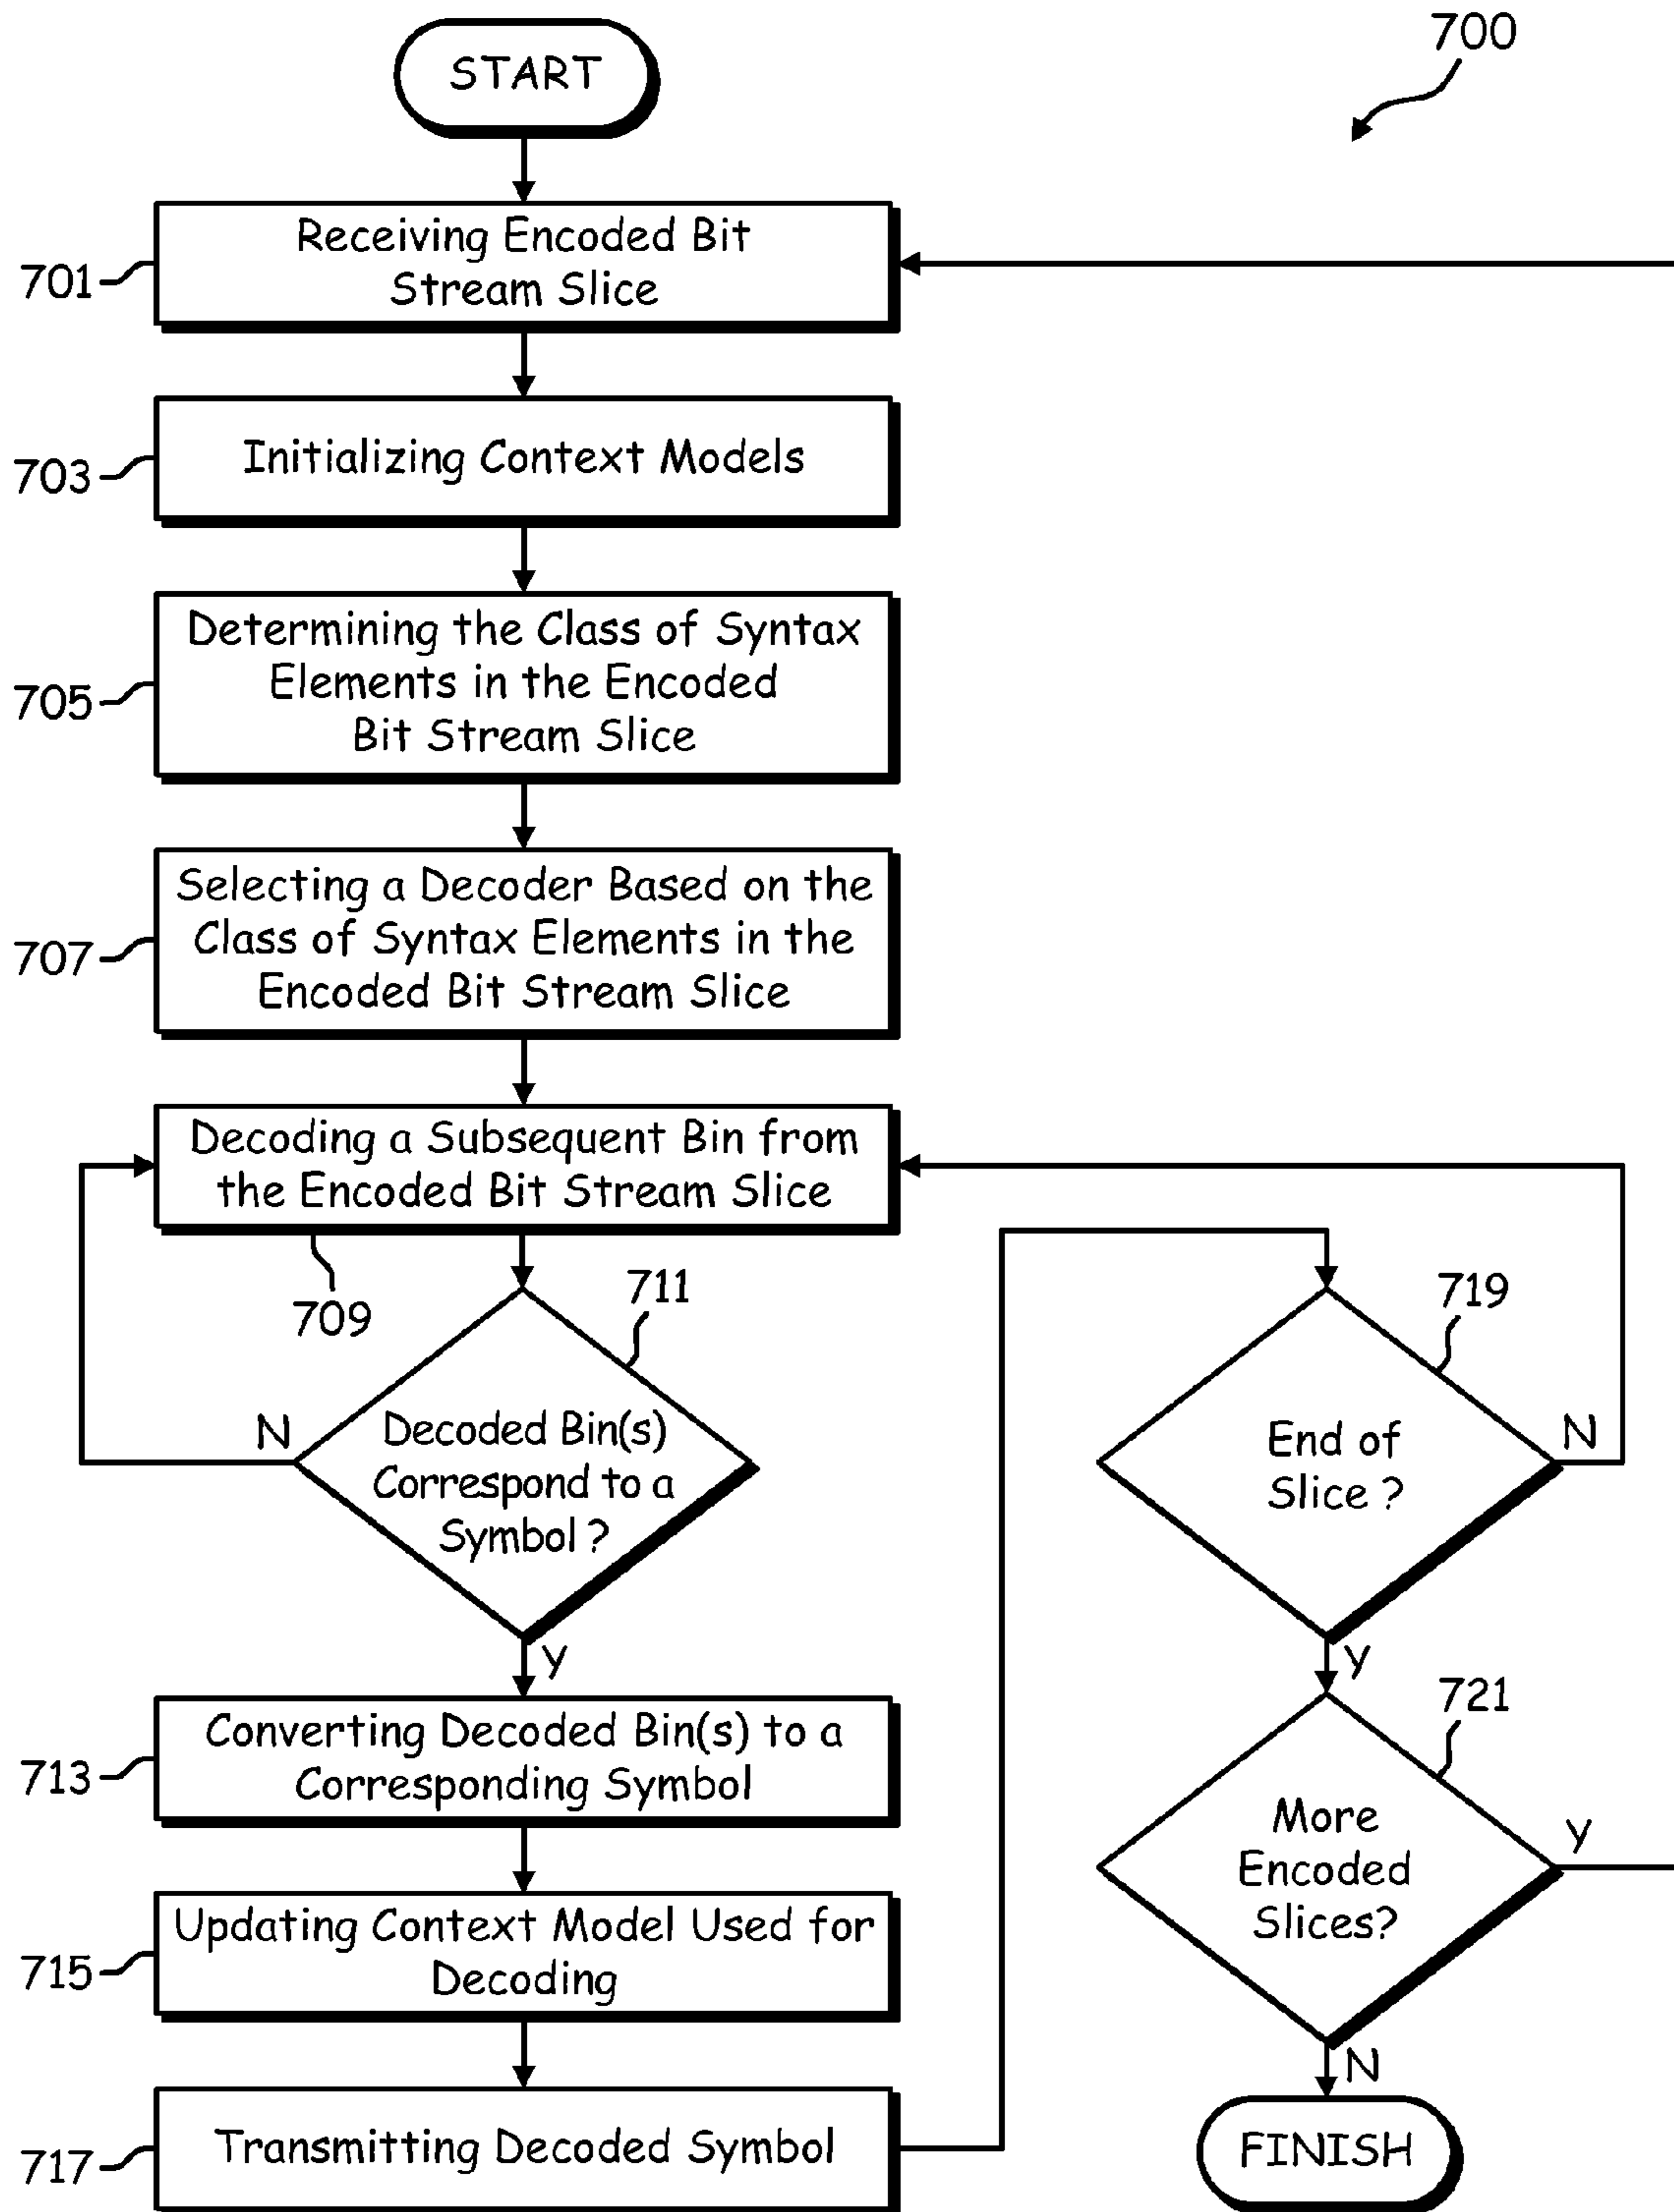 700
START
701
Receiving Encoded Bit
Stream Slice
703
Initializing Context Models
705
Determining the Class of Syntax
Elements in the Encoded
Bit Stream Slice
707
Selecting a Decoder Based on the
Class of Syntax Elements in the
Encoded Bit Stream Slice
Decoding a Subsequent Bin from
the Encoded Bit Stream Slice
709
711
N
Decoded Bin(s)
Correspond to a
Symbol ?
Y
713
Converting Decoded Bin(s) to a
Corresponding Symbol
715
Updating Context Model Used for
Decoding
717
Transmitting Decoded Symbol
719
End of
Slice ?
N
Y
721
More
Encoded
Slices?
Y
N
FINISH